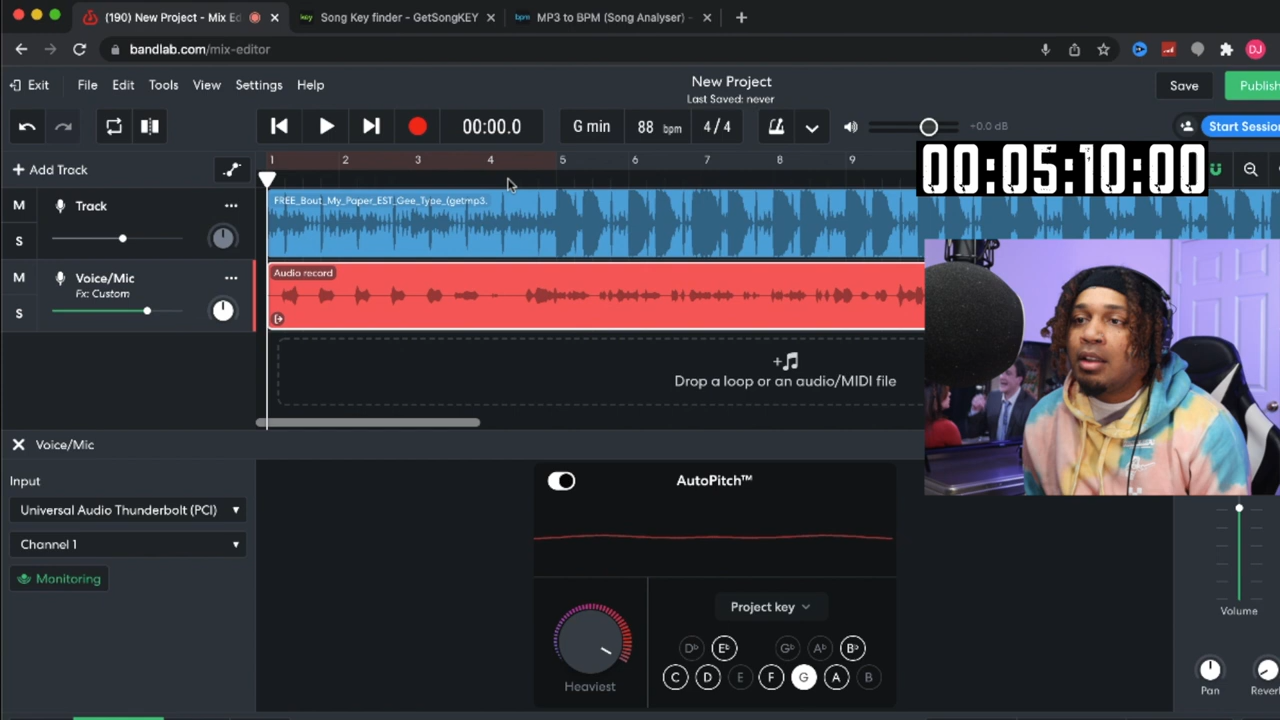 (190) New Project - Mix Ed
key Song Key finder - GetSongKEY
bpm MP3 to BPM (Song Analyser) -
bandlab.com/mix-editor
DJ
Exit File Edit Tools View Settings Help
New Project
Last Saved: never
Save Publish
00:00.0 G min 88 bpm 4/4 +0.0 dB Start Session
+ Add Track
1 2 3 4 5 6 7 8 9
00:05:10:00
M Track
S
FREE_Bout_My_Paper_EST_Gee_Type_(getmp3.
M Voice/Mic
Fx: Custom
S
Audio record
Drop a loop or an audio/MIDI file
Voice/Mic
Input
Universal Audio Thunderbolt (PCI)
Channel 1
Monitoring
AutoPitch™
Project key
D♭ E♭ G♭ A♭ B♭
C D E F G A B
Heaviest
Volume
Pan
Rever